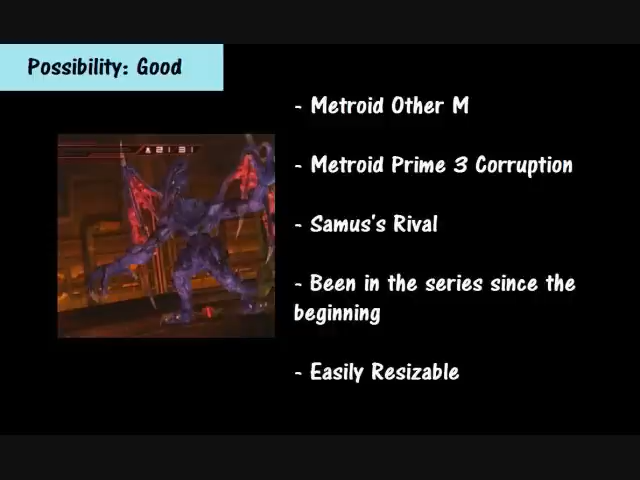 Possibility: Good
- Metroid Other M
- Metroid Prime 3 Corruption
- Samus's Rival
- Been in the series since the
beginning
- Easily Resizable